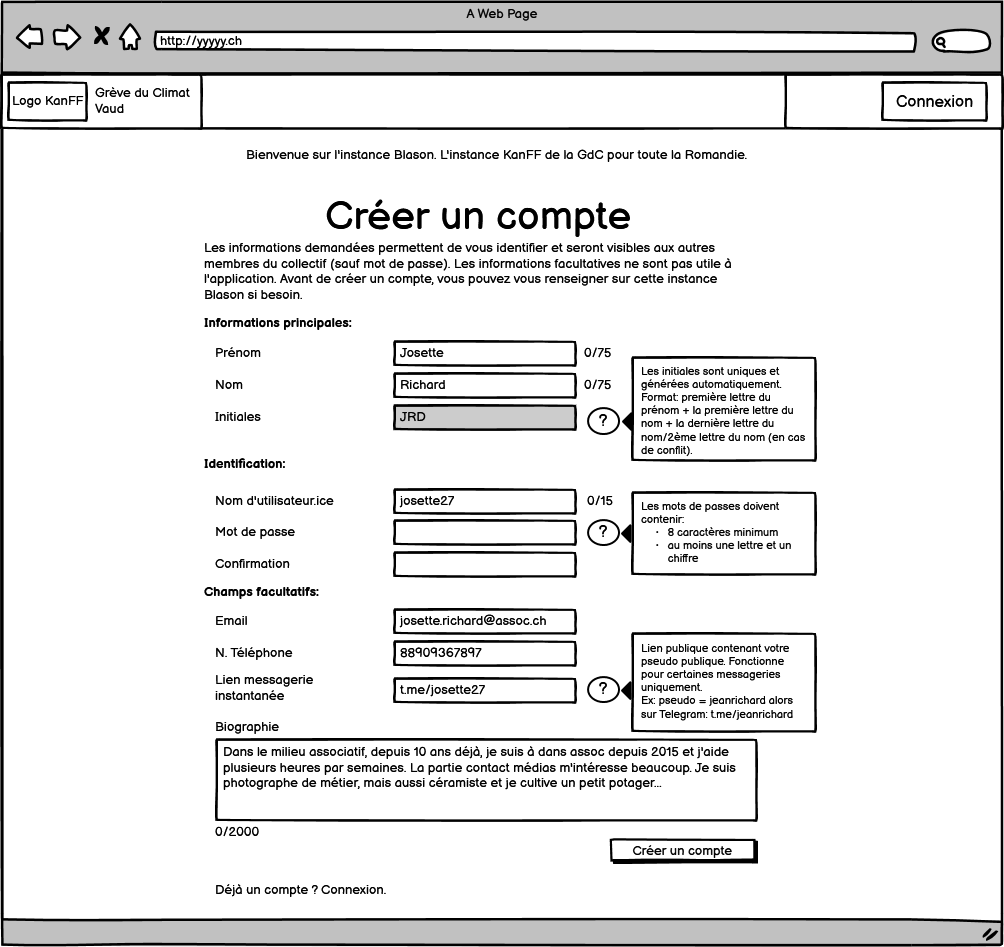 A Web Page
http://yyyyy.ch
Logo KanFF
Grève du Climat
Vaud
Connexion
Bienvenue sur l'instance Blason. L'instance KanFF de la GdC pour toute la Romandie.
Créer un compte
Les informations demandées permettent de vous identifier et seront visibles aux autres
membres du collectif (sauf mot de passe). Les informations facultatives ne sont pas utile à
l'application. Avant de créer un compte, vous pouvez vous renseigner sur cette instance
Blason si besoin.
Informations principales:
Prénom
Josette
0/75
Nom
Richard
0/75
Initiales
JRD
?
Les initiales sont uniques et
générées automatiquement.
Format: première lettre du
prénom + la première lettre du
nom + la dernière lettre du
nom/2ème lettre du nom (en cas
de conflit).
Identification:
Nom d'utilisateur.ice
josette27
0/15
Mot de passe
?
Les mots de passes doivent
contenir:
· 8 caractères minimum
· au moins une lettre et un
chiffre
Confirmation
Champs facultatifs:
Email
josette.richard@assoc.ch
N. Téléphone
88909367897
Lien messagerie
instantanée
t.me/josette27
?
Lien publique contenant votre
pseudo publique. Fonctionne
pour certaines messageries
uniquement.
Ex: pseudo = jeanrichard alors
sur Telegram: t.me/jeanrichard
Biographie
Dans le milieu associatif, depuis 10 ans déjà, je suis à dans assoc depuis 2015 et j'aide
plusieurs heures par semaines. La partie contact médias m'intéresse beaucoup. Je suis
photographe de métier, mais aussi céramiste et je cultive un petit potager...
0/2000
Créer un compte
Déjà un compte ? Connexion.